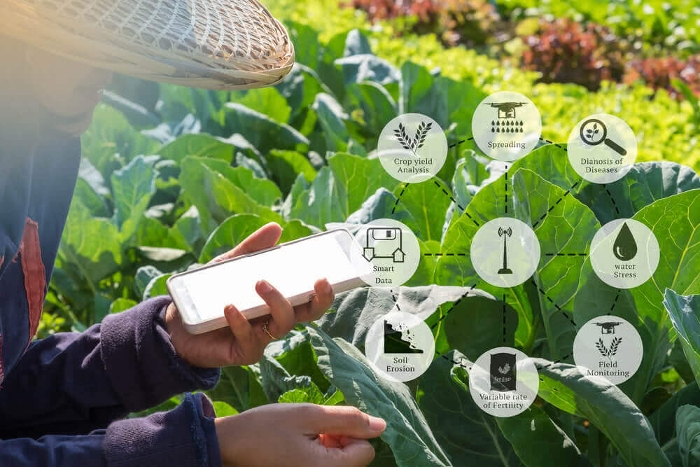 Spreading
Crop yield
Analysis
Dianosis of
Diseases
Smart
Data
water
Stress
Soil
Erosion
Field
Monitoring
Variable rate
of Fertility